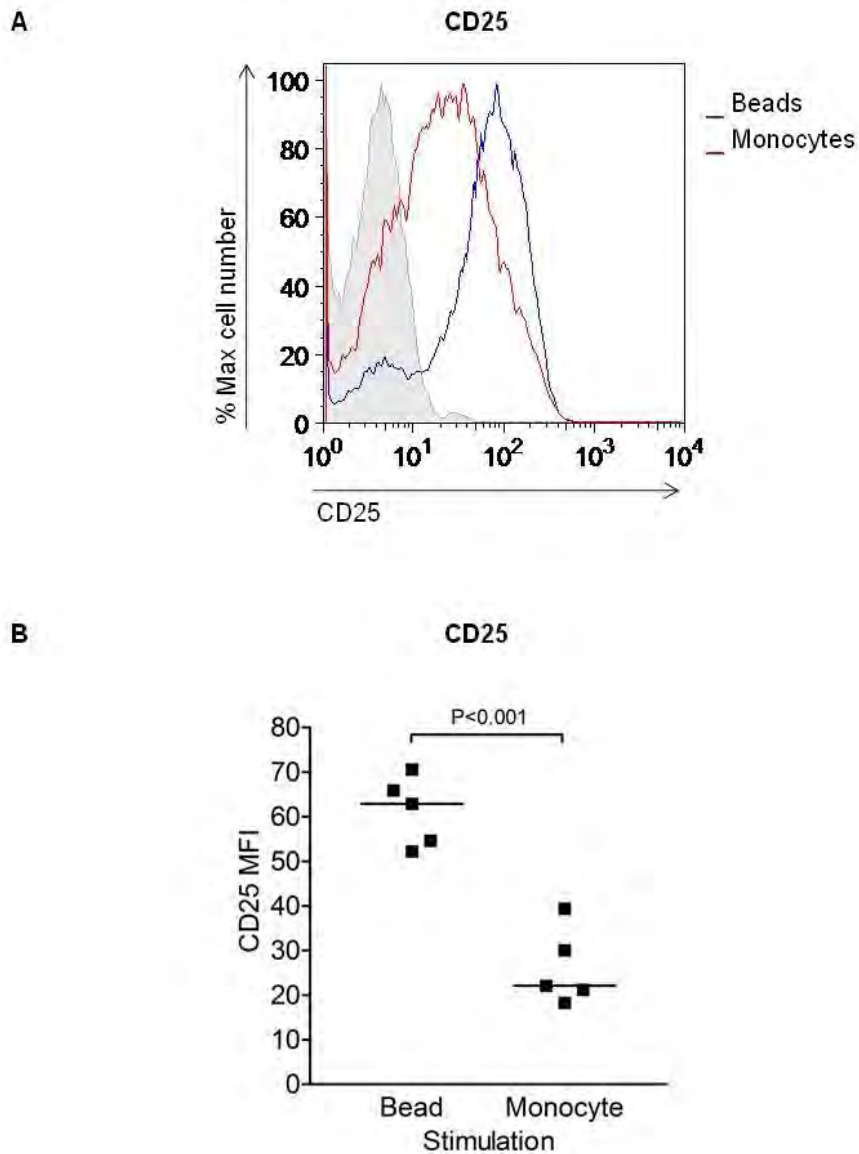 A
CD25
100
80
60
40
20
0
% Max cell number
10⁰ 10¹ 10² 10³ 10⁴
CD25
Beads
Monocytes
B
CD25
P<0.001
80
70
60
50
40
30
20
10
0
CD25 MFI
Bead Monocyte
Stimulation